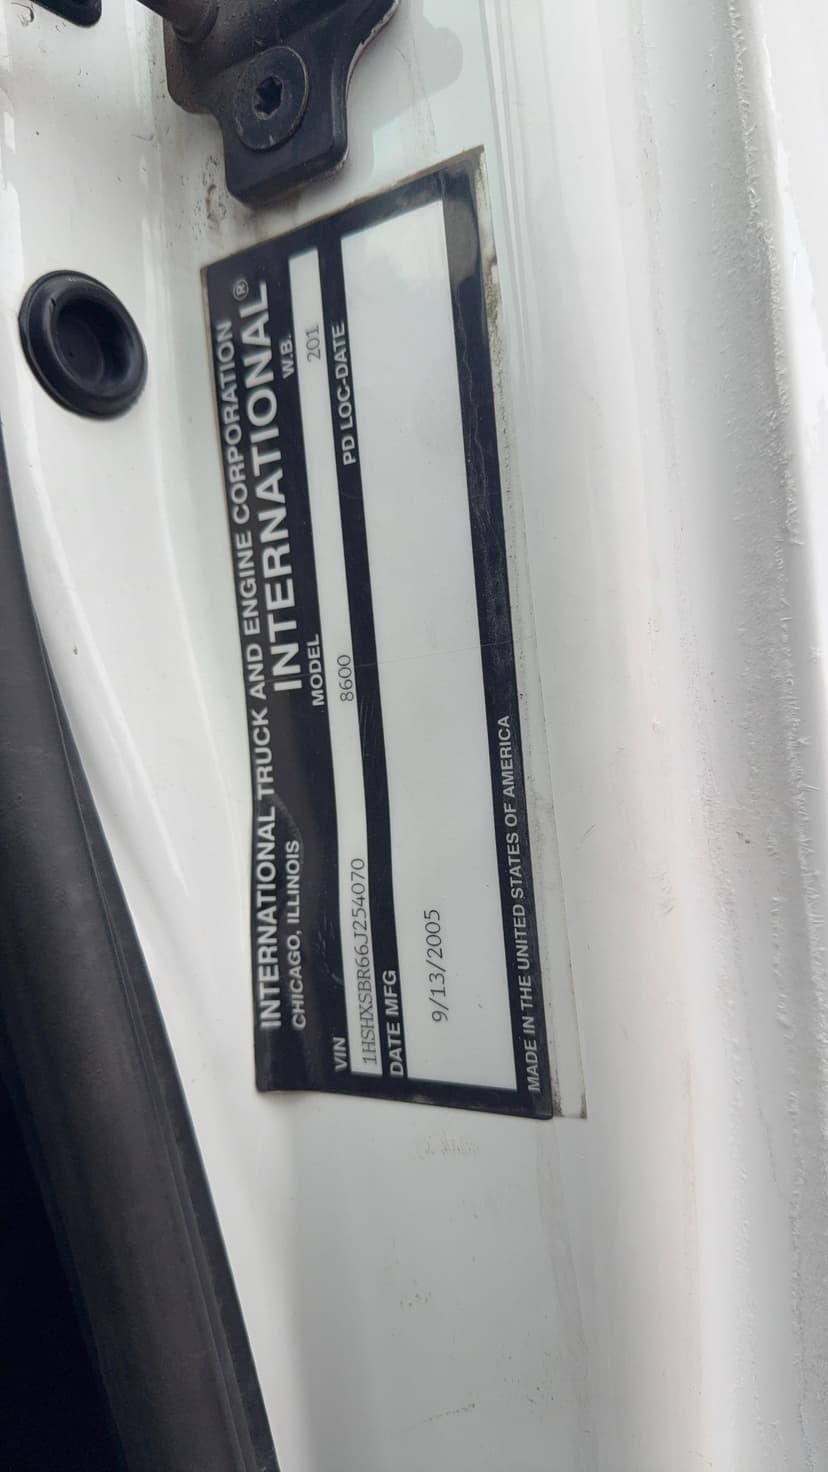 INTERNATIONAL TRUCK AND ENGINE CORPORATION
CHICAGO, ILLINOIS INTERNATIONAL®
VIN MODEL W.B.
1HSHXSBR66J254070 8600 201
DATE MFG PD LOC-DATE
9/13/2005
MADE IN THE UNITED STATES OF AMERICA